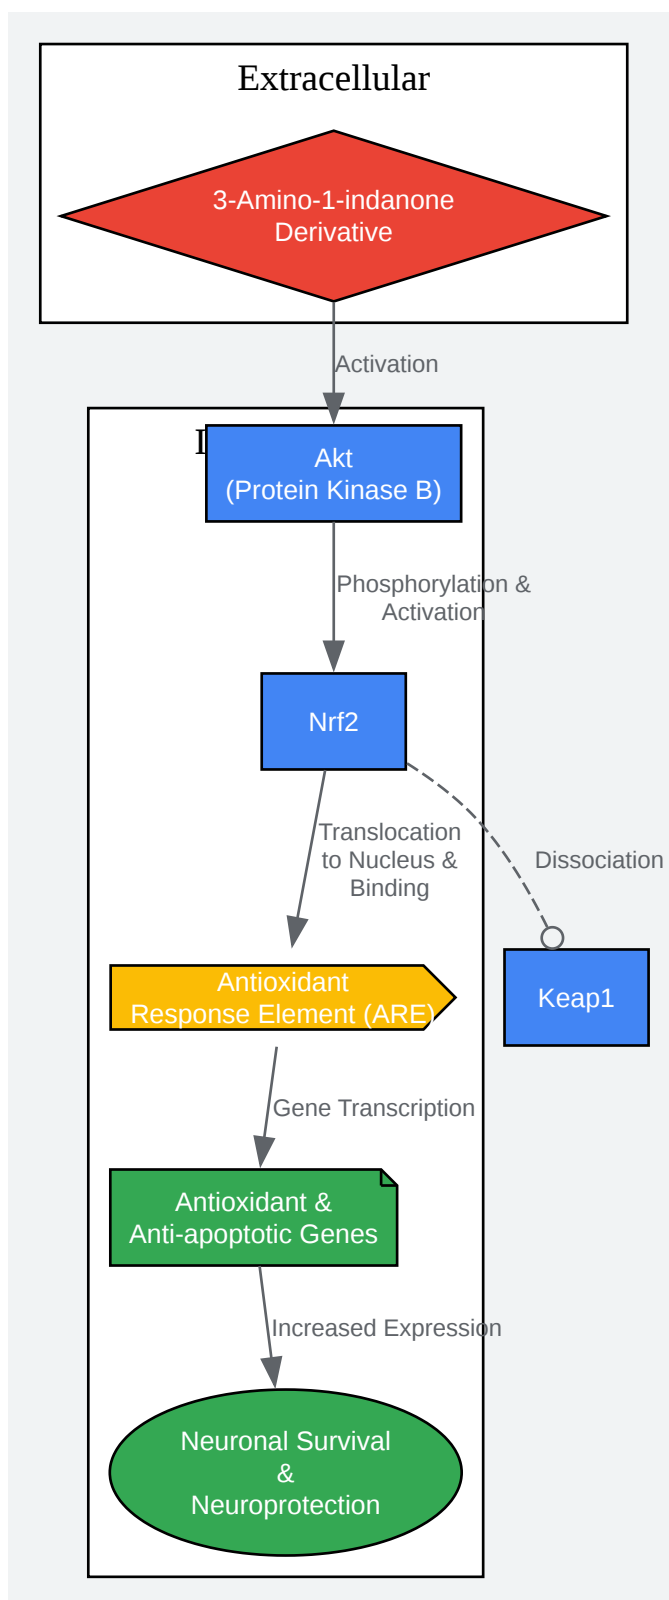 Extracellular
3-Amino-1-indanone
Derivative
Activation
Akt
(Protein Kinase B)
Phosphorylation &
Activation
Nrf2
Translocation
to Nucleus &
Binding
Dissociation
Antioxidant
Response Element (ARE)
Keap1
Gene Transcription
Antioxidant &
Anti-apoptotic Genes
Increased Expression
Neuronal Survival
&
Neuroprotection